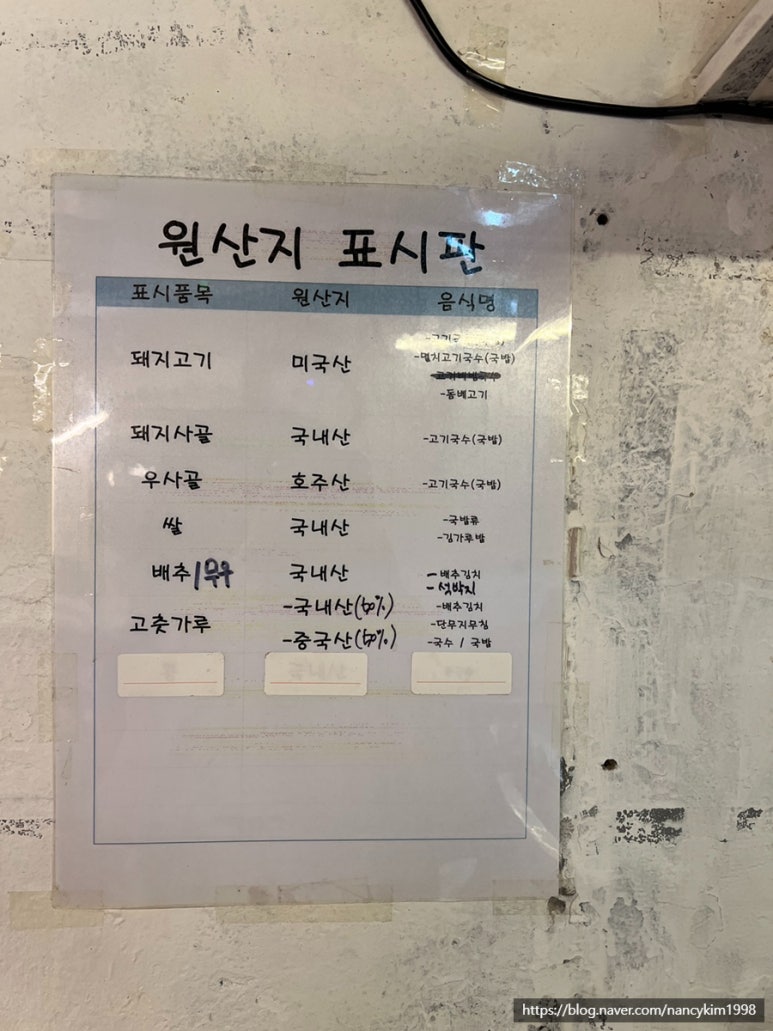 원산지 표시판
표시품목 원산지 음식명
돼지고기 미국산 -멸치고기국수(국밥)
-돔베고기
돼지사골 국내산 -고기국수(국밥)
우사골 호주산 -고기국수(국밥)
쌀 국내산 -국밥류
-김가루밥
배추/무우 국내산 -배추김치
-석박지
고춧가루 -국내산(50%) -배추김치
-단무지무침
-중국산(50%) -국수 / 국밥
https://blog.naver.com/nancykim1998